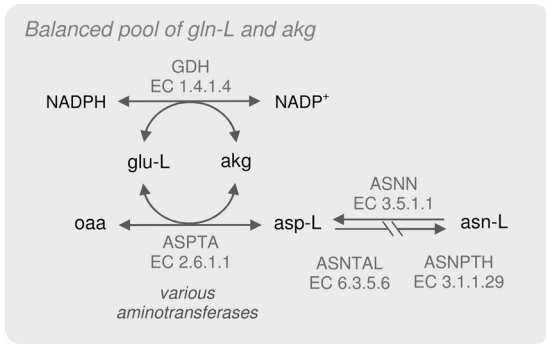 Balanced pool of gln-L and akg
GDH
EC 1.4.1.4
NADPH NADP+
glu-L akg
ASNN
EC 3.5.1.1
oaa asp-L asn-L
ASPTA
EC 2.6.1.1
ASNTAL ASNPTH
EC 6.3.5.6 EC 3.1.1.29
various
aminotransferases